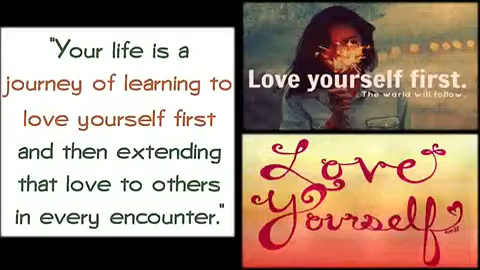 "Your life is a
journey of learning to
love yourself first
and then extending
that love to others
in every encounter."
Love yourself first.
The world will follow.
Love
Yourself